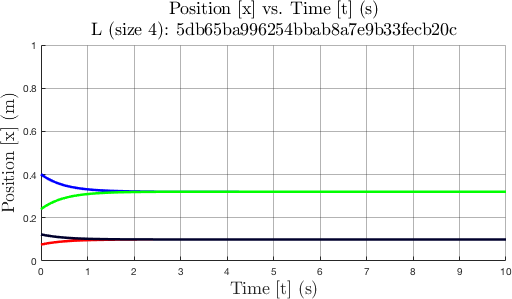 Position [x] vs. Time [t] (s)
L (size 4): 5db65ba996254bbab8a7e9b33fecb20c
Position [x] (m)
1
0.8
0.6
0.4
0.2
0
0 1 2 3 4 5 6 7 8 9 10
Time [t] (s)